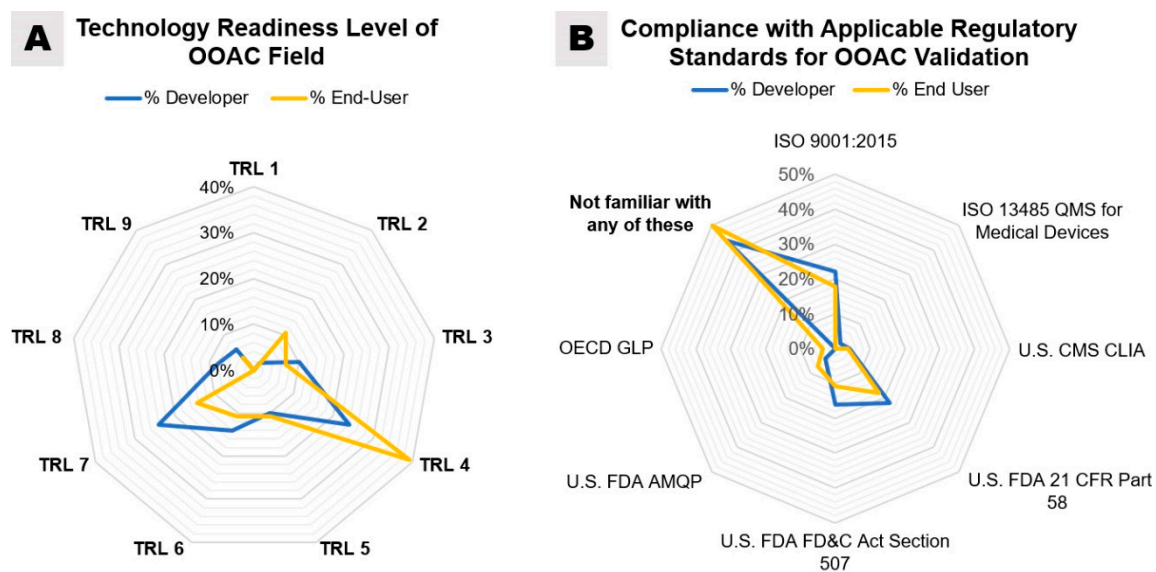 A
Technology Readiness Level of
OOAC Field
% Developer
% End-User
TRL 1
TRL 2
TRL 3
TRL 4
TRL 5
TRL 6
TRL 7
TRL 8
TRL 9
40%
30%
20%
10%
0%
B
Compliance with Applicable Regulatory
Standards for OOAC Validation
% Developer
% End User
ISO 9001:2015
ISO 13485 QMS for
Medical Devices
U.S. CMS CLIA
U.S. FDA 21 CFR Part
58
U.S. FDA FD&C Act Section
507
U.S. FDA AMQP
OECD GLP
Not familiar with
any of these
50%
40%
30%
20%
10%
0%